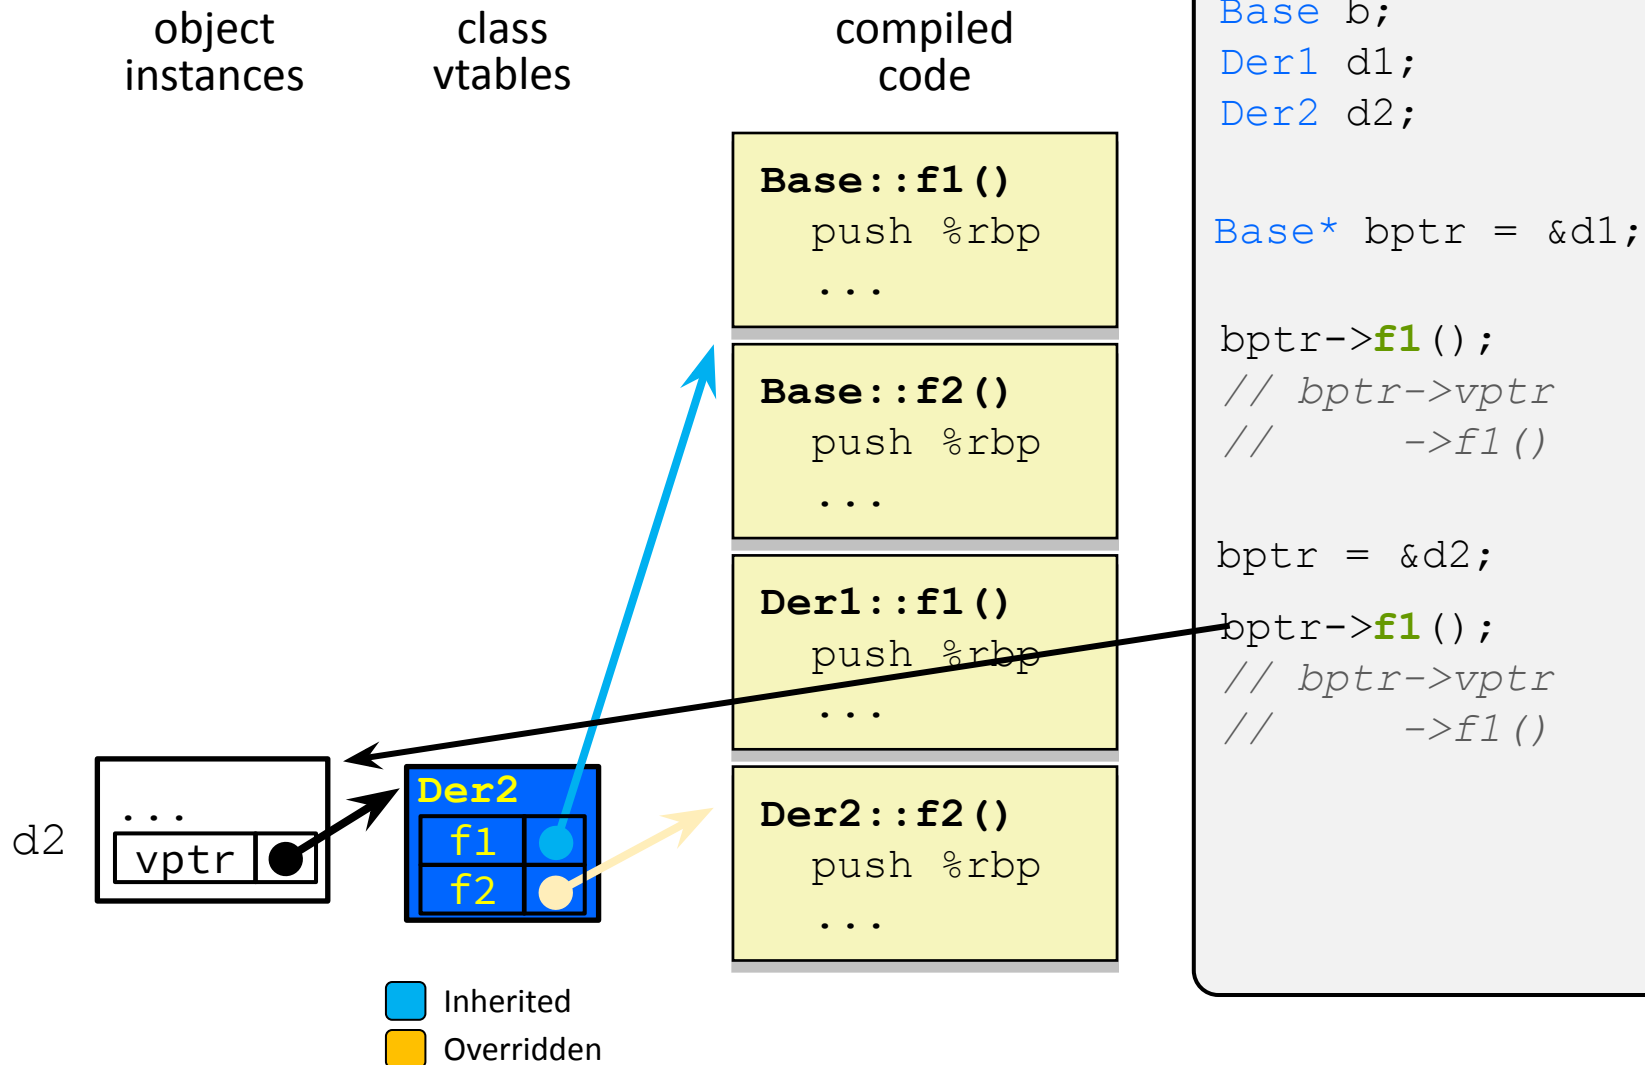 object
instances
class
vtables
compiled
code
Base::f1()
push %rbp
...
Base::f2()
push %rbp
...
Der1::f1()
push %rbp
...
Der2::f2()
push %rbp
...
d2
...
vptr
Der2
f1
f2
Inherited
Overridden
Base b;
Der1 d1;
Der2 d2;
Base* bptr = &d1;
bptr->f1();
// bptr->vptr
//      ->f1()
bptr = &d2;
bptr->f1();
// bptr->vptr
//      ->f1()